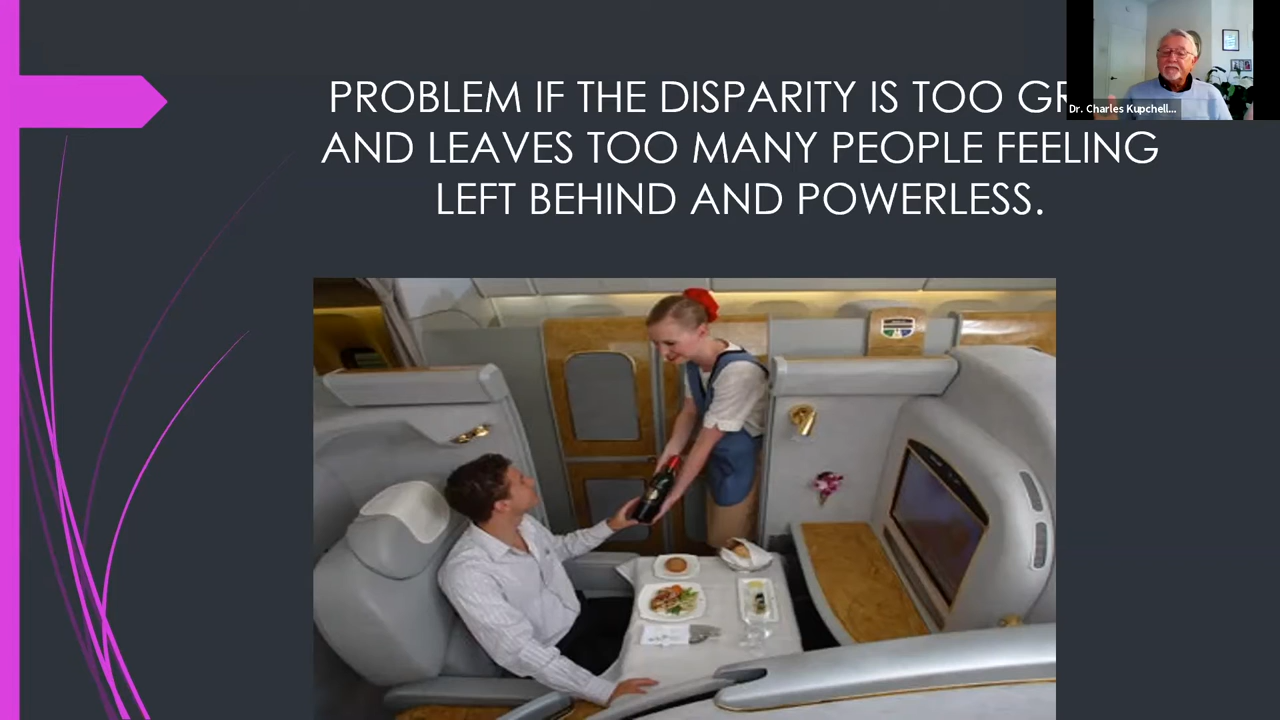 PROBLEM IF THE DISPARITY IS TOO
AND LEAVES TOO MANY PEOPLE FEELING
LEFT BEHIND AND POWERLESS.
Dr. Charles Kupchell...